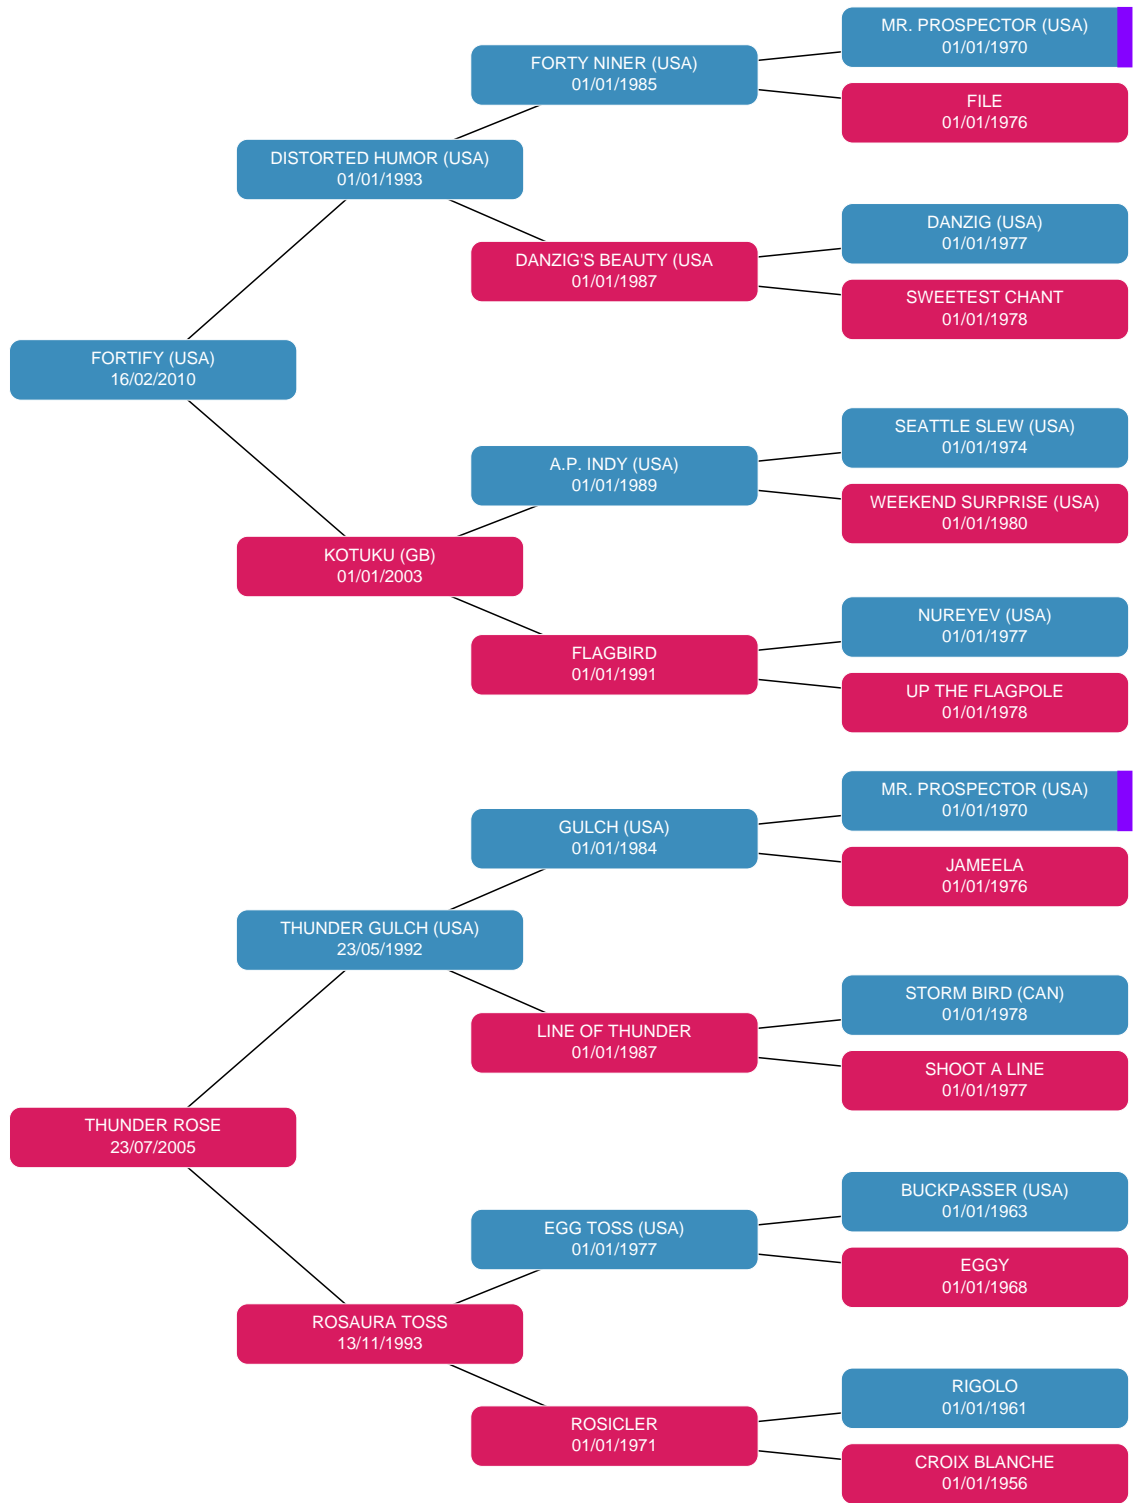 MR. PROSPECTOR (USA)
01/01/1970
FORTY NINER (USA)
01/01/1985
FILE
01/01/1976
DISTORTED HUMOR (USA)
01/01/1993
DANZIG (USA)
01/01/1977
DANZIG'S BEAUTY (USA
01/01/1987
SWEETEST CHANT
01/01/1978
FORTIFY (USA)
16/02/2010
SEATTLE SLEW (USA)
01/01/1974
A.P. INDY (USA)
01/01/1989
WEEKEND SURPRISE (USA)
01/01/1980
KOTUKU (GB)
01/01/2003
NUREYEV (USA)
01/01/1977
FLAGBIRD
01/01/1991
UP THE FLAGPOLE
01/01/1978
MR. PROSPECTOR (USA)
01/01/1970
GULCH (USA)
01/01/1984
JAMEELA
01/01/1976
THUNDER GULCH (USA)
23/05/1992
STORM BIRD (CAN)
01/01/1978
LINE OF THUNDER
01/01/1987
SHOOT A LINE
01/01/1977
THUNDER ROSE
23/07/2005
BUCKPASSER (USA)
01/01/1963
EGG TOSS (USA)
01/01/1977
EGGY
01/01/1968
ROSAURA TOSS
13/11/1993
RIGOLO
01/01/1961
ROSICLER
01/01/1971
CROIX BLANCHE
01/01/1956